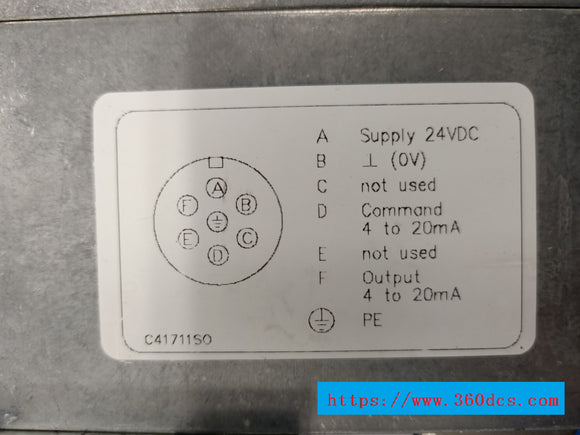 A Supply 24VDC
B ⊥ (0V)
C not used
D Command
4 to 20mA
E not used
F Output
4 to 20mA
⏚ PE
A
F B
⏚
E C
D
C41711SO
https://www.360dcs.com